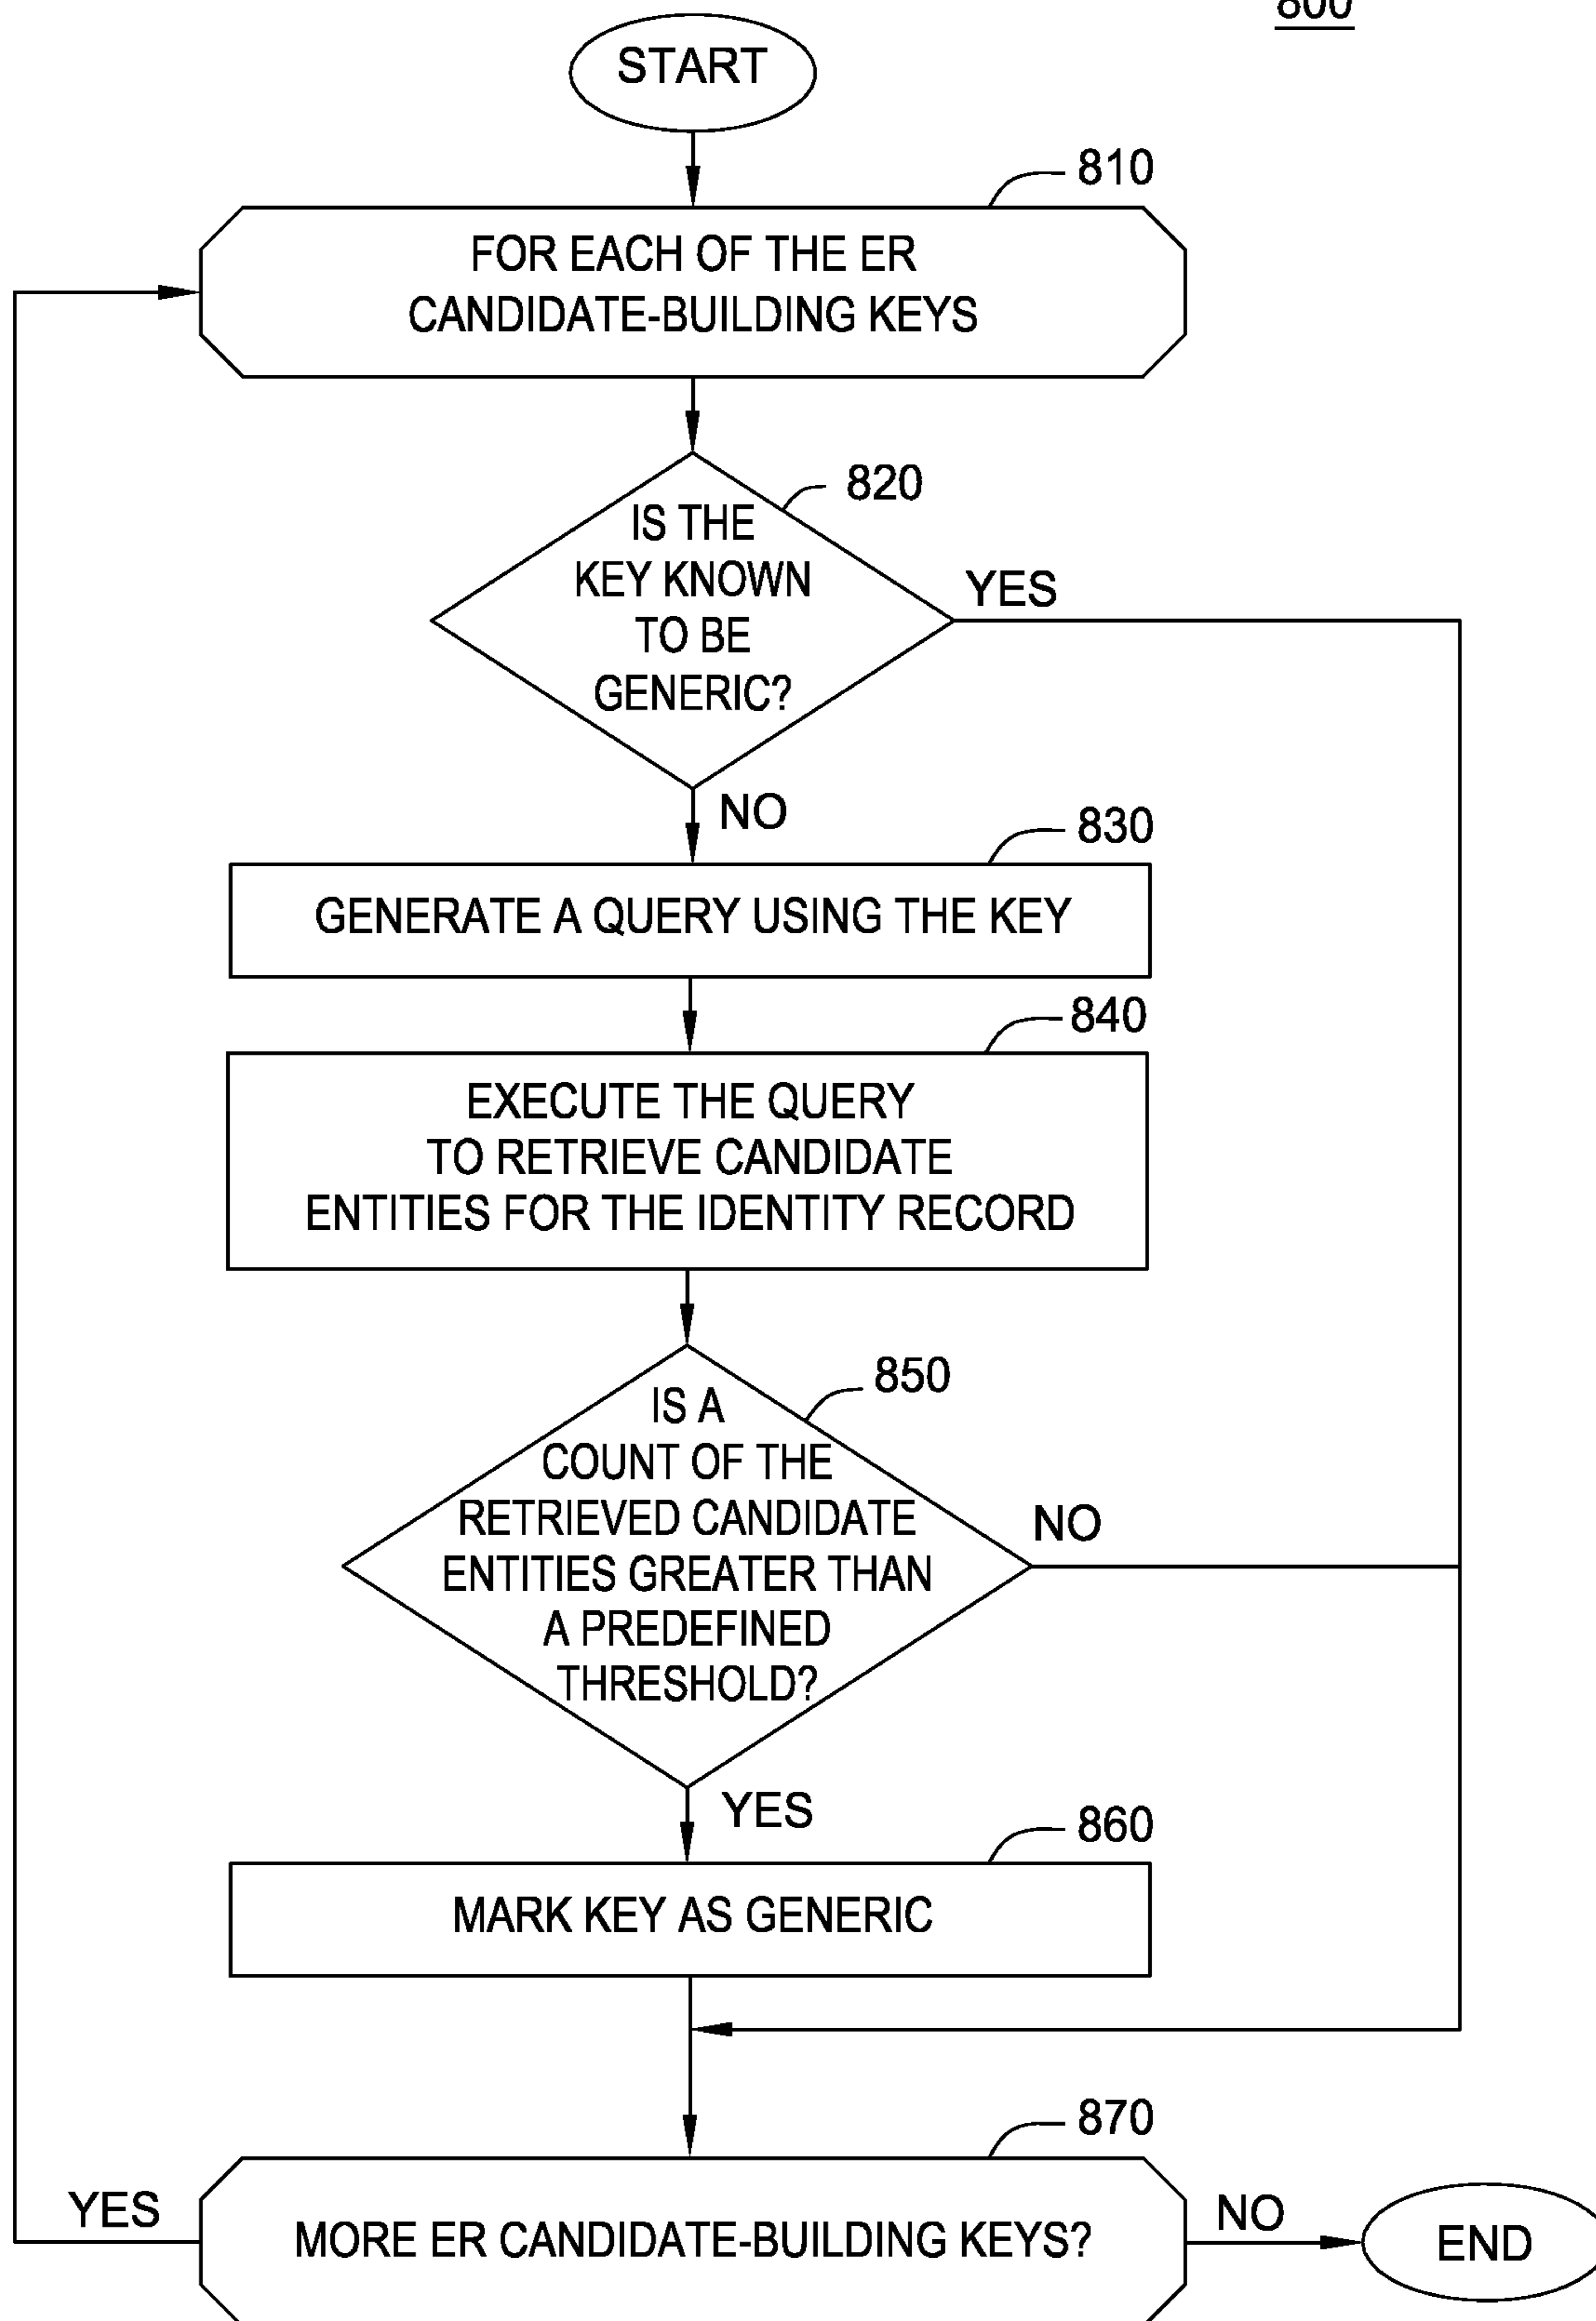 800
START
810
FOR EACH OF THE ER
CANDIDATE-BUILDING KEYS
820
IS THE
KEY KNOWN
TO BE
GENERIC?
YES
NO
830
GENERATE A QUERY USING THE KEY
840
EXECUTE THE QUERY
TO RETRIEVE CANDIDATE
ENTITIES FOR THE IDENTITY RECORD
850
IS A
COUNT OF THE
RETRIEVED CANDIDATE
ENTITIES GREATER THAN
A PREDEFINED
THRESHOLD?
NO
YES
860
MARK KEY AS GENERIC
870
YES
MORE ER CANDIDATE-BUILDING KEYS?
NO
END